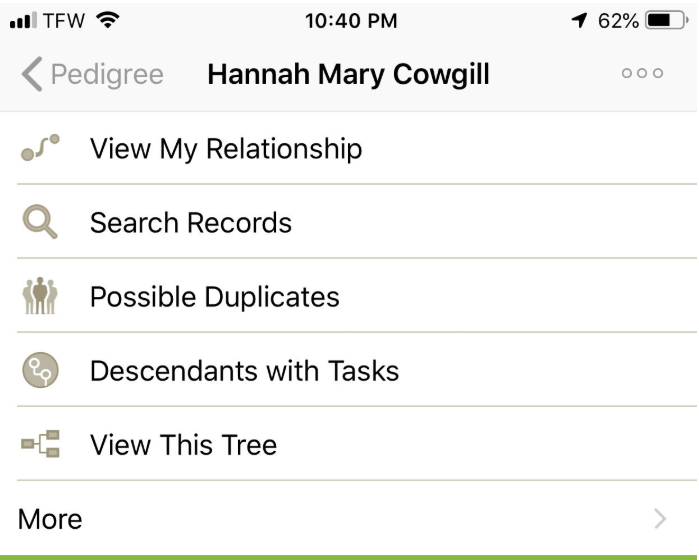 TFW 10:40 PM 62%
Pedigree Hannah Mary Cowgill
View My Relationship
Search Records
Possible Duplicates
Descendants with Tasks
View This Tree
More